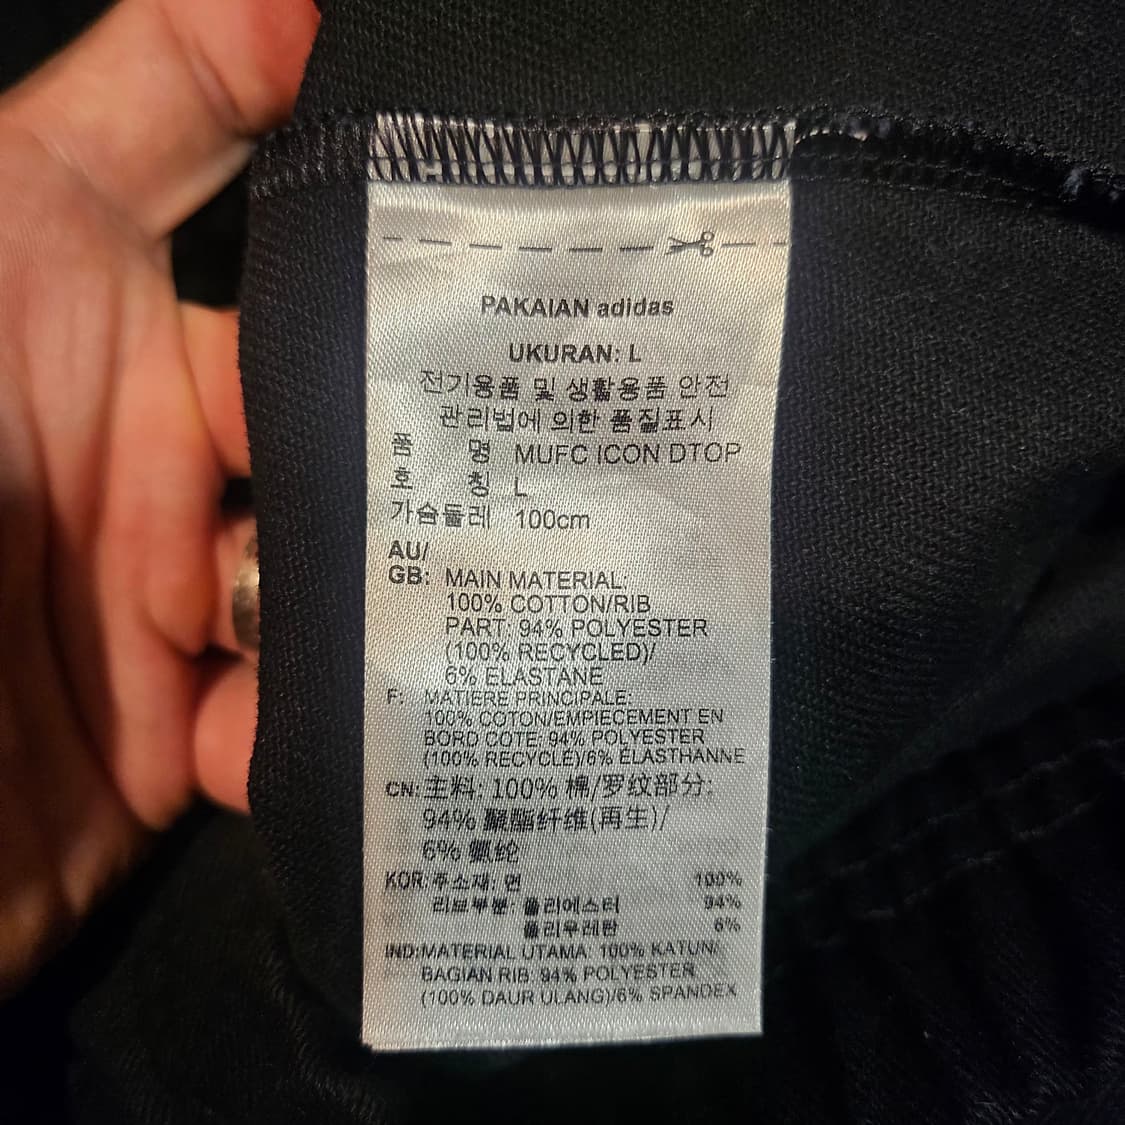 PAKAIAN adidas
UKURAN: L
전기용품 및 생활용품 안전
관리법에 의한 품질표시
품 명 MUFC ICON DTOP
호 칭 L
가슴둘레 100cm
AU/
GB: MAIN MATERIAL:
100% COTTON/RIB
PART: 94% POLYESTER
(100% RECYCLED)/
6% ELASTANE
F: MATIERE PRINCIPALE:
100% COTON/EMPIECEMENT EN
BORD COTE: 94% POLYESTER
(100% RECYCLE)/6% ELASTHANNE
CN: 主料: 100% 棉/罗纹部分:
94% 聚酯纤维(再生)/
6% 氨纶
KOR: 주소재: 면 100%
리브부분: 폴리에스터 94%
폴리우레탄 6%
IND: MATERIAL UTAMA: 100% KATUN/
BAGIAN RIB: 94% POLYESTER
(100% DAUR ULANG)/6% SPANDEX